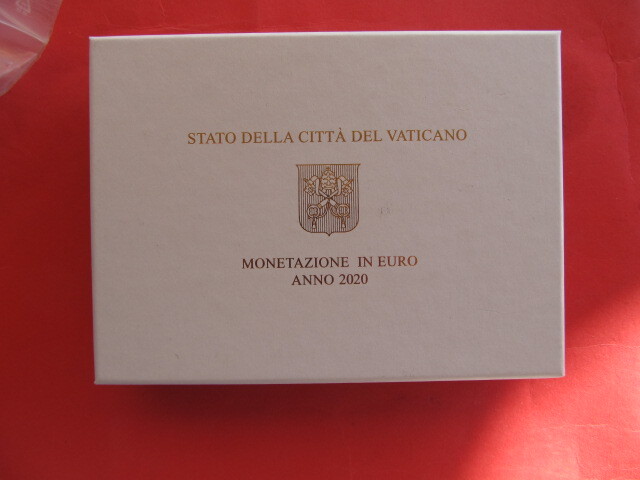 STATO DELLA CITTÀ DEL VATICANO
MONETAZIONE IN EURO
ANNO 2020